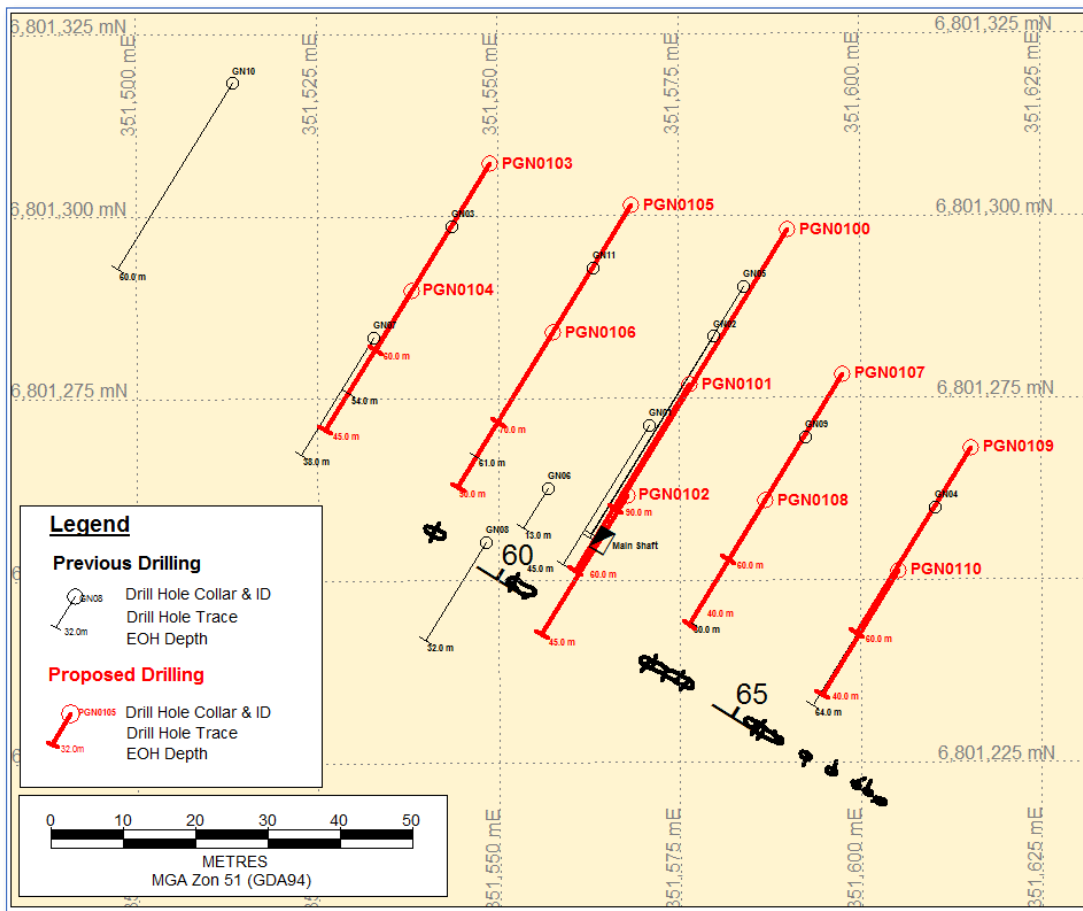 6,801,325 mN
6,801,325 mN
351,500 mE
351,525 mE
351,550 mE
351,575 mE
351,600 mE
351,625 mE
GN10
PGN0103
PGN0105
6,801,300 mN
6,801,300 mN
GN03
PGN0100
GN11
60.0 m
GN05
PGN0104
PGN0106
GN07
GN02
60.0 m
PGN0107
PGN0101
6,801,275 mN
6,801,275 mN
54.0 m
GN01
70.0 m
GN09
45.0 m
PGN0109
38.0 m
61.0 m
GN06
30.0 m
PGN0102
PGN0108
GN04
90.0 m
13.0 m
GN08
Main Shaft
60
45.0 m
60.0 m
60.0 m
PGN0110
40.0 m
30.0 m
32.0 m
45.0 m
60.0 m
40.0 m
64.0 m
65
6,801,225 mN
351,550 mE
351,575 mE
351,600 mE
351,625 mE
Legend
Previous Drilling
GN08
Drill Hole Collar & ID
Drill Hole Trace
32.0m
EOH Depth
Proposed Drilling
PGN0105
Drill Hole Collar & ID
Drill Hole Trace
32.0m
EOH Depth
0 10 20 30 40 50
METRES
MGA Zon 51 (GDA94)